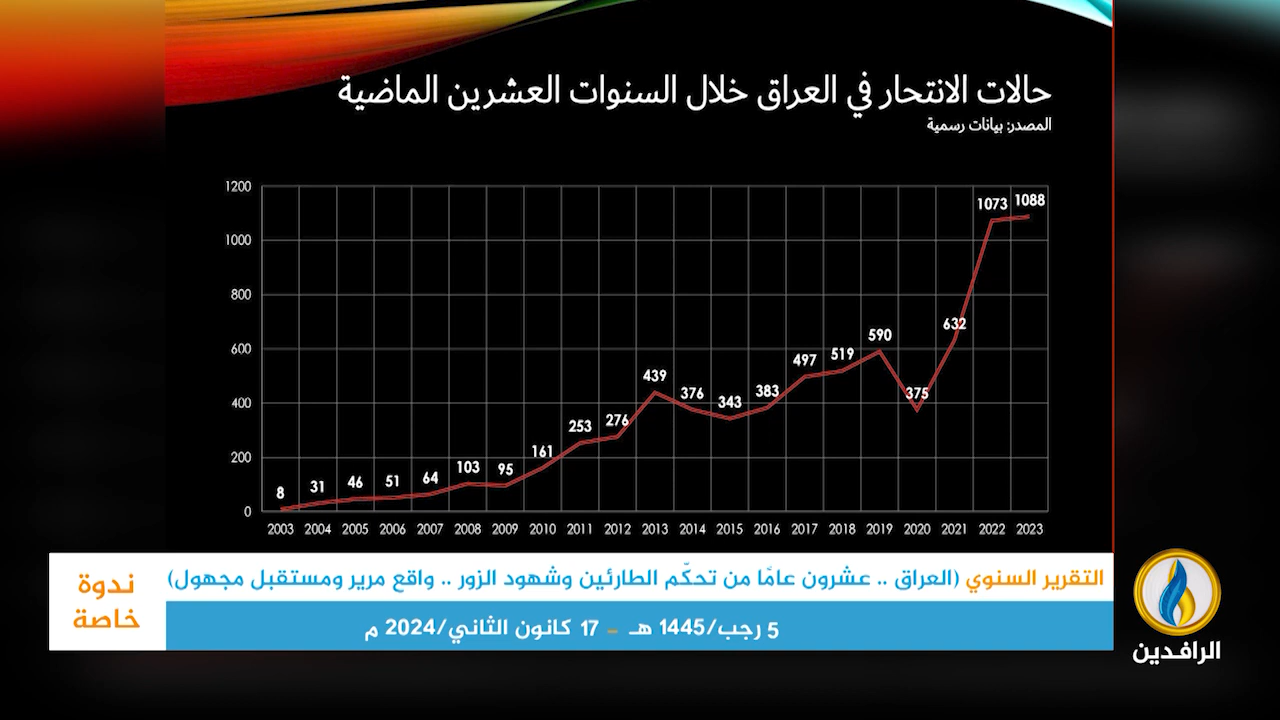 حالات الانتحار في العراق خلال السنوات العشرين الماضية
المصدر: بيانات رسمية
1200
1000
800
600
400
200
0
8 31 46 51 64 103 95 161 253 276 439 376 343 383 497 519 590 375 632 1073 1088
2003 2004 2005 2006 2007 2008 2009 2010 2011 2012 2013 2014 2015 2016 2017 2018 2019 2020 2021 2022 2023
التقرير السنوي (العراق .. عشرون عامًا من تحكّم الطارئين وشهود الزور .. واقع مرير ومستقبل مجهول)
5 رجب/1445 هـ - 17 كانون الثاني/2024 م
ندوة
خاصة
الرافدين